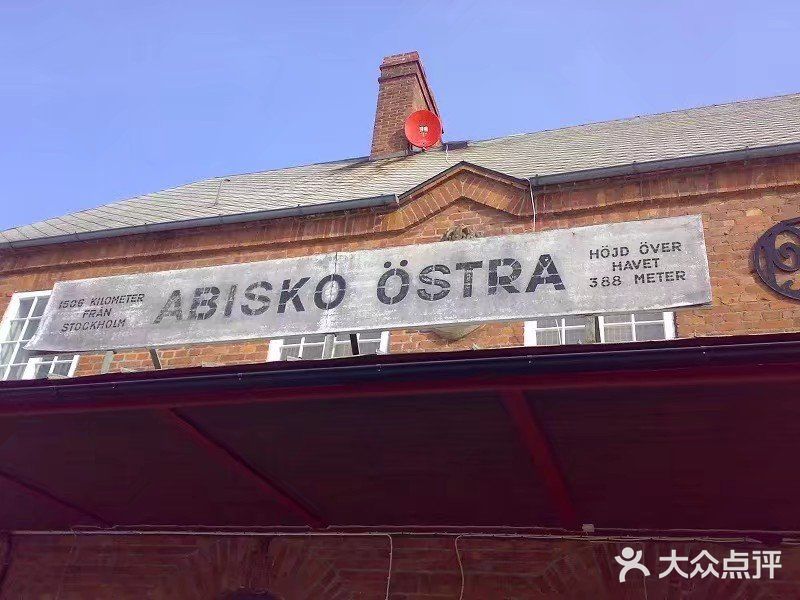 1506 KILOMETER
FRÅN
STOCKHOLM
ABISKO ÖSTRA
HÖJD ÖVER
HAVET
388 METER
大众点评